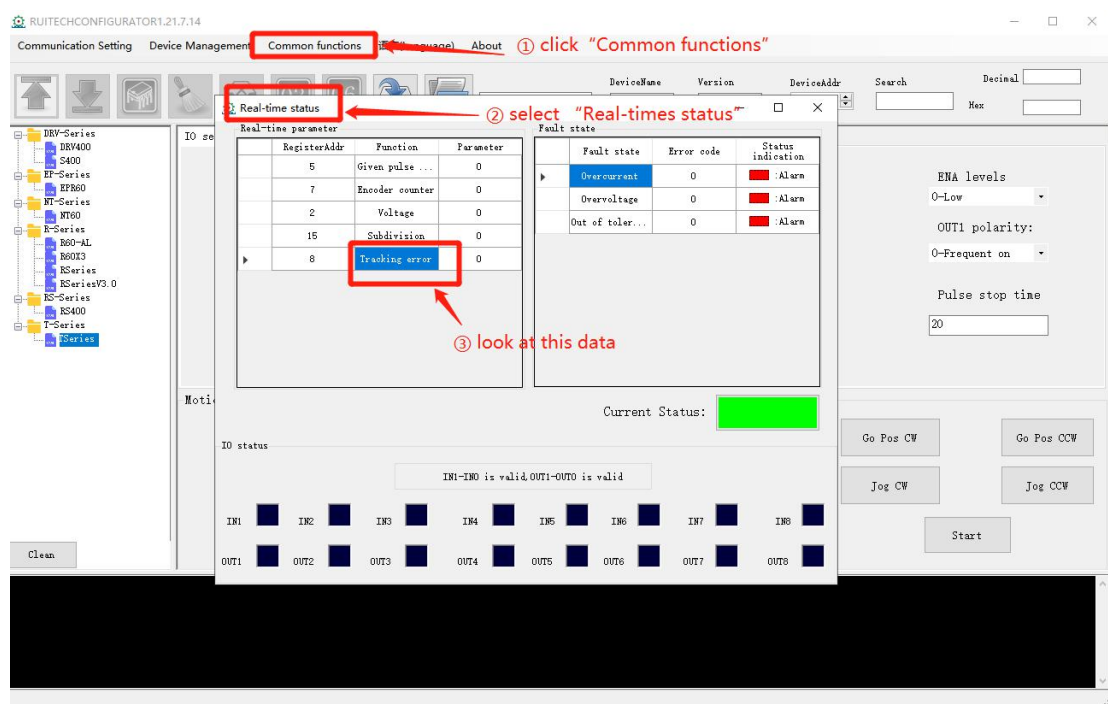 RUITECHCONFIGURATOR1.21.7.14
Communication Setting Device Management Common functions About
① click “Common functions”
DeviceName Version DeviceAddr Search Decimal
Hex
Real-time status
② select “Real-times status”
DRV-Series
DRV400
S400
EP-Series
EPR60
NT-Series
NT60
R-Series
R60-AL
R60X3
RSeries
RSeriesV3.0
RS-Series
RS400
T-Series
TSeries
Clean
IO se
Real-time parameter
RegisterAddr Function Parameter
5 Given pulse ... 0
7 Encoder counter 0
2 Voltage 0
15 Subdivision 0
8 Tracking error 0
③ look at this data
Fault state
Fault state Error code Status indication
Overcurrent 0 :Alarm
Overvoltage 0 :Alarm
Out of toler... 0 :Alarm
Current Status:
ENA levels
0-Low
OUT1 polarity:
0-Frequent on
Pulse stop time
20
Moti
IO status
IN1-IN0 is valid,OUT1-OUT0 is valid
IN1 IN2 IN3 IN4 IN5 IN6 IN7 IN8
OUT1 OUT2 OUT3 OUT4 OUT5 OUT6 OUT7 OUT8
Go Pos CW Go Pos CCW
Jog CW Jog CCW
Start